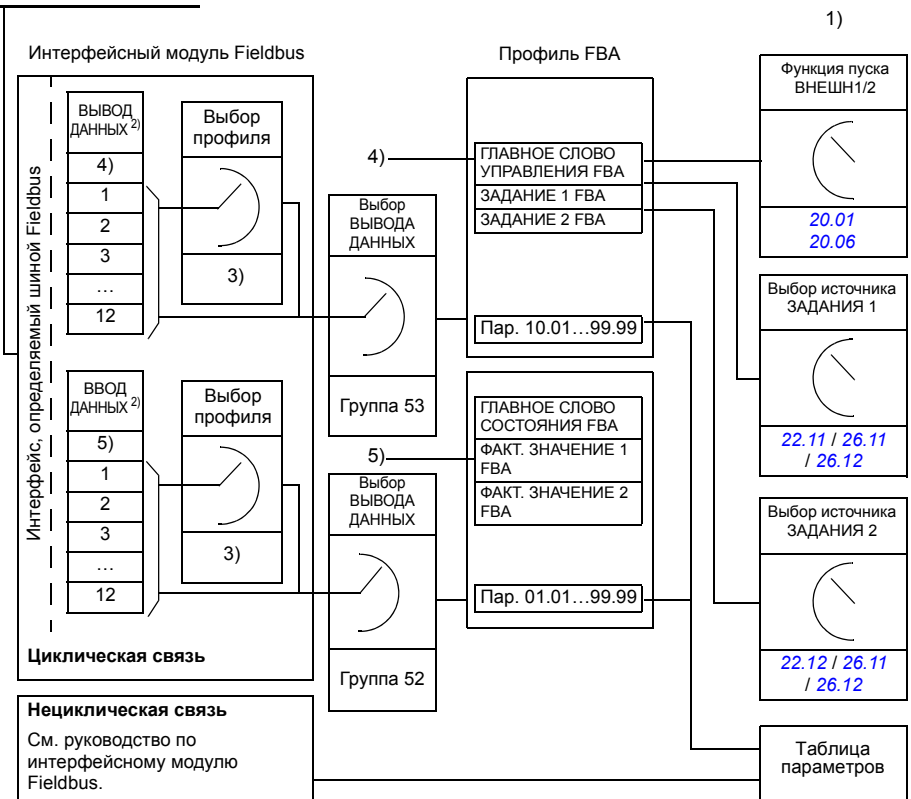 1)
Интерфейсный модуль Fieldbus
Профиль FBA
Интерфейс, определяемый шиной Fieldbus
ВЫВОД
ДАННЫХ 2)
4)
1
2
3
…
12
Выбор
профиля
3)
4)
Выбор
ВЫВОДА
ДАННЫХ
Группа 53
ГЛАВНОЕ СЛОВО
УПРАВЛЕНИЯ FBA
ЗАДАНИЕ 1 FBA
ЗАДАНИЕ 2 FBA
Пар. 10.01…99.99
Функция пуска
ВНЕШН1/2
20.01
20.06
Выбор источника
ЗАДАНИЯ 1
22.11 / 26.11
/ 26.12
ВВОД
ДАННЫХ 2)
5)
1
2
3
…
12
Выбор
профиля
3)
5)
Выбор
ВЫВОДА
ДАННЫХ
Группа 52
ГЛАВНОЕ СЛОВО
СОСТОЯНИЯ FBA
ФАКТ. ЗНАЧЕНИЕ 1
FBA
ФАКТ. ЗНАЧЕНИЕ 2
FBA
Пар. 01.01…99.99
Выбор источника
ЗАДАНИЯ 2
22.12 / 26.11
/ 26.12
Циклическая связь
Нециклическая связь
См. руководство по
интерфейсному модулю
Fieldbus.
Таблица
параметров